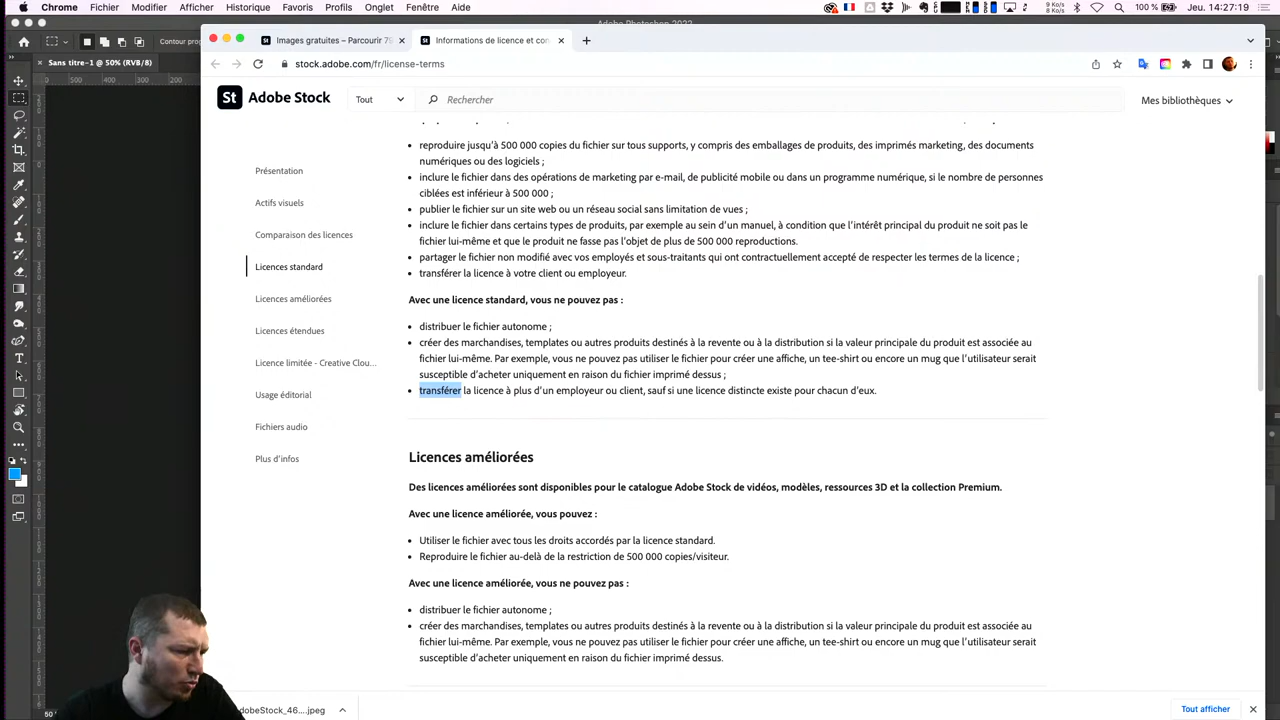 Chrome Fichier Modifier Afficher Historique Favoris Profils Onglet Fenêtre Aide 9 Ko/s 4 Ko/s 100 % Jeu. 14:27:19
Adobe Photoshop 2022
Contour prog
Images gratuites – Parcourir 79
Informations de licence et con
Sans titre-1 @ 50% (RVB/8)
stock.adobe.com/fr/license-terms
St Adobe Stock
Tout
Rechercher
Mes bibliothèques
Présentation
Actifs visuels
Comparaison des licences
Licences standard
Licences améliorées
Licences étendues
Licence limitée - Creative Clou...
Usage éditorial
Fichiers audio
Plus d'infos
• reproduire jusqu'à 500 000 copies du fichier sur tous supports, y compris des emballages de produits, des imprimés marketing, des documents
numériques ou des logiciels ;
• inclure le fichier dans des opérations de marketing par e-mail, de publicité mobile ou dans un programme numérique, si le nombre de personnes
ciblées est inférieur à 500 000 ;
• publier le fichier sur un site web ou un réseau social sans limitation de vues ;
• inclure le fichier dans certains types de produits, par exemple au sein d'un manuel, à condition que l'intérêt principal du produit ne soit pas le
fichier lui-même et que le produit ne fasse pas l'objet de plus de 500 000 reproductions.
• partager le fichier non modifié avec vos employés et sous-traitants qui ont contractuellement accepté de respecter les termes de la licence ;
• transférer la licence à votre client ou employeur.
Avec une licence standard, vous ne pouvez pas :
• distribuer le fichier autonome ;
• créer des marchandises, templates ou autres produits destinés à la revente ou à la distribution si la valeur principale du produit est associée au
fichier lui-même. Par exemple, vous ne pouvez pas utiliser le fichier pour créer une affiche, un tee-shirt ou encore un mug que l'utilisateur serait
susceptible d'acheter uniquement en raison du fichier imprimé dessus ;
• transférer la licence à plus d'un employeur ou client, sauf si une licence distincte existe pour chacun d'eux.
Licences améliorées
Des licences améliorées sont disponibles pour le catalogue Adobe Stock de vidéos, modèles, ressources 3D et la collection Premium.
Avec une licence améliorée, vous pouvez :
• Utiliser le fichier avec tous les droits accordés par la licence standard.
• Reproduire le fichier au-delà de la restriction de 500 000 copies/visiteur.
Avec une licence améliorée, vous ne pouvez pas :
• distribuer le fichier autonome ;
• créer des marchandises, templates ou autres produits destinés à la revente ou à la distribution si la valeur principale du produit est associée au
fichier lui-même. Par exemple, vous ne pouvez pas utiliser le fichier pour créer une affiche, un tee-shirt ou encore un mug que l'utilisateur serait
susceptible d'acheter uniquement en raison du fichier imprimé dessus.
dobeStock_46....jpeg
Tout afficher
50